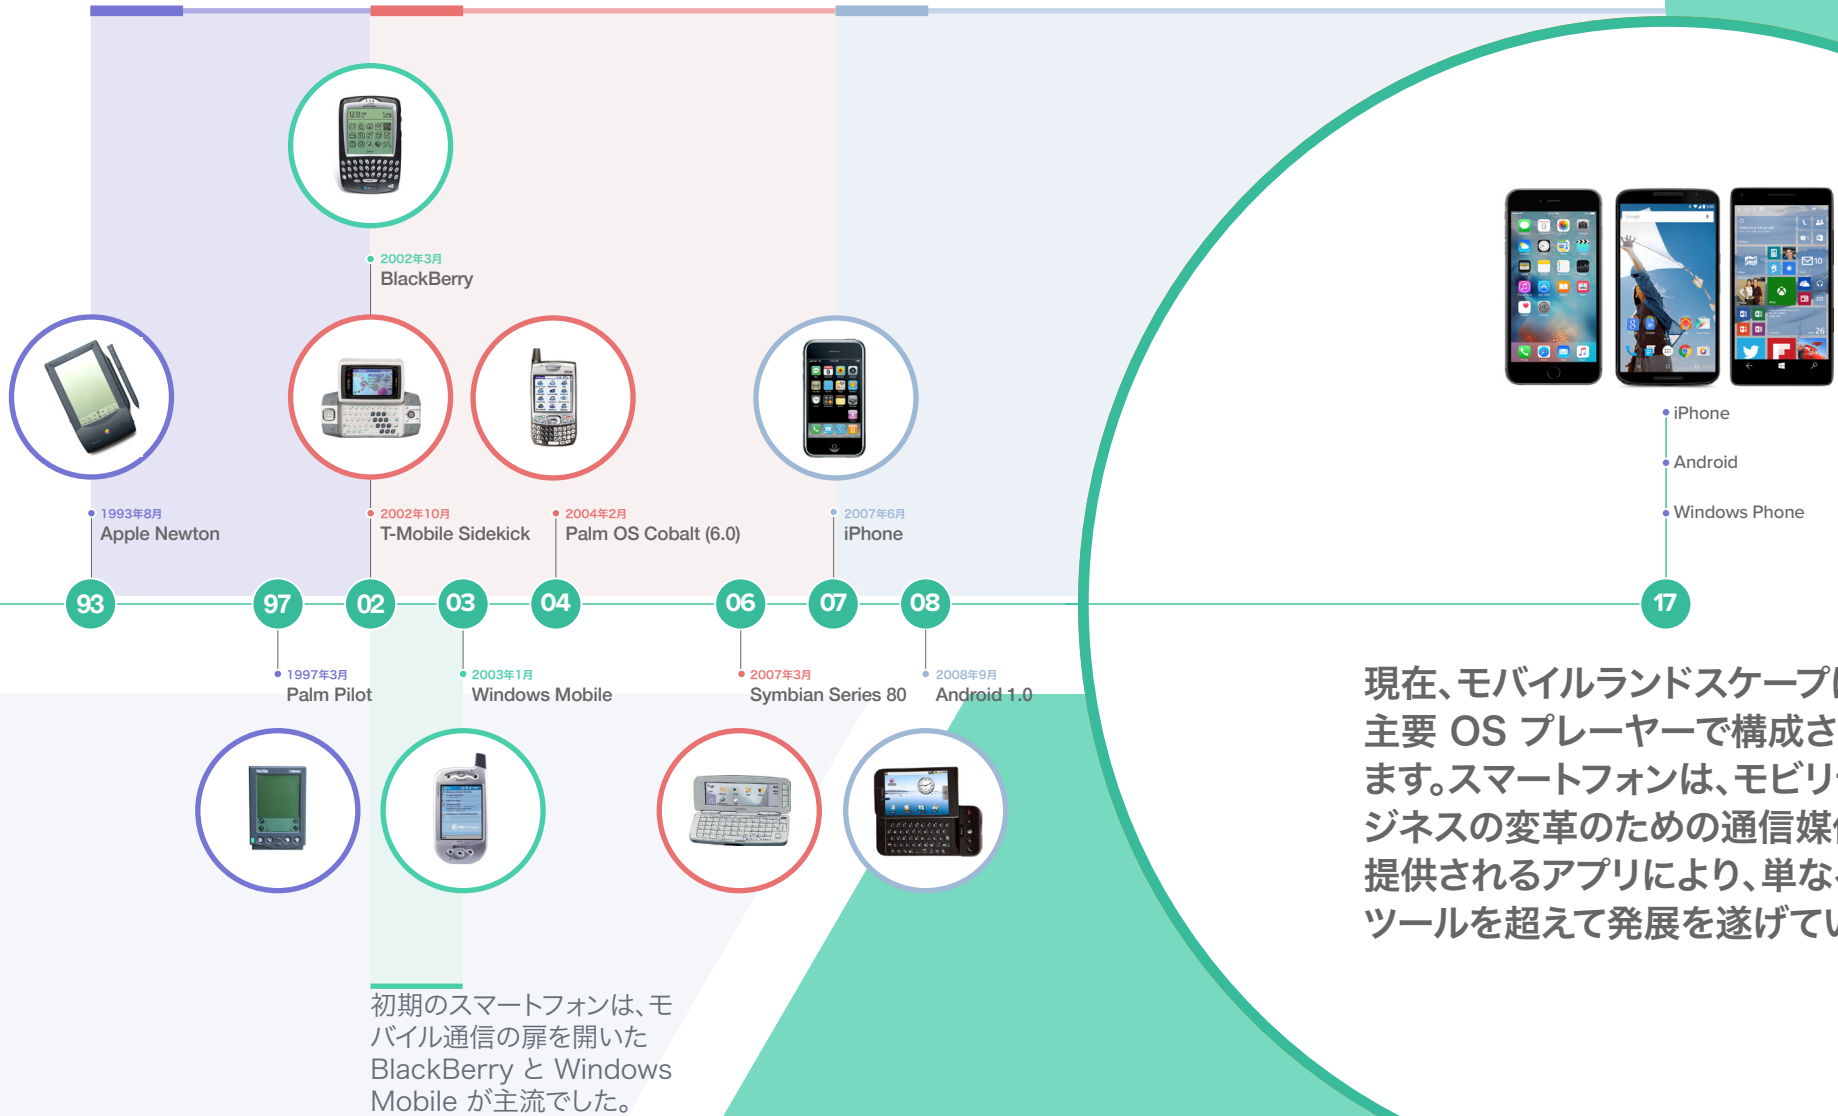 2002年3月
BlackBerry
1993年8月
Apple Newton
2002年10月
T-Mobile Sidekick
2004年2月
Palm OS Cobalt (6.0)
2007年6月
iPhone
iPhone
Android
Windows Phone
93
97
02
03
04
06
07
08
17
1997年3月
Palm Pilot
2003年1月
Windows Mobile
2007年3月
Symbian Series 80
2008年9月
Android 1.0
初期のスマートフォンは、モ
バイル通信の扉を開いた
BlackBerry と Windows
Mobile が主流でした。
現在、モバイルランドスケープ
主要 OS プレーヤーで構成さ
ます。スマートフォンは、モビリ
ジネスの変革のための通信媒
提供されるアプリにより、単な
ツールを超えて発展を遂げて